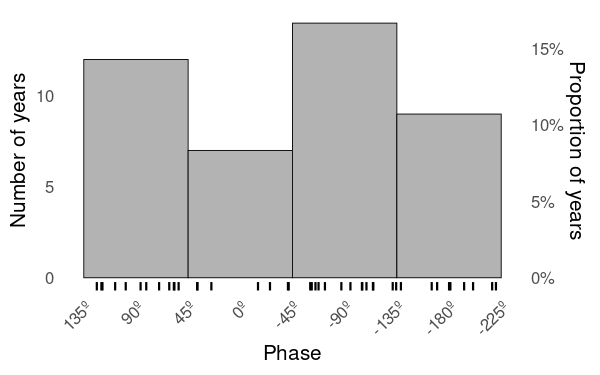 Number of years
10
5
0
15%
10%
5%
0%
Proportion of years
135º
90º
45º
0º
-45º
-90º
-135º
-180º
-225º
Phase